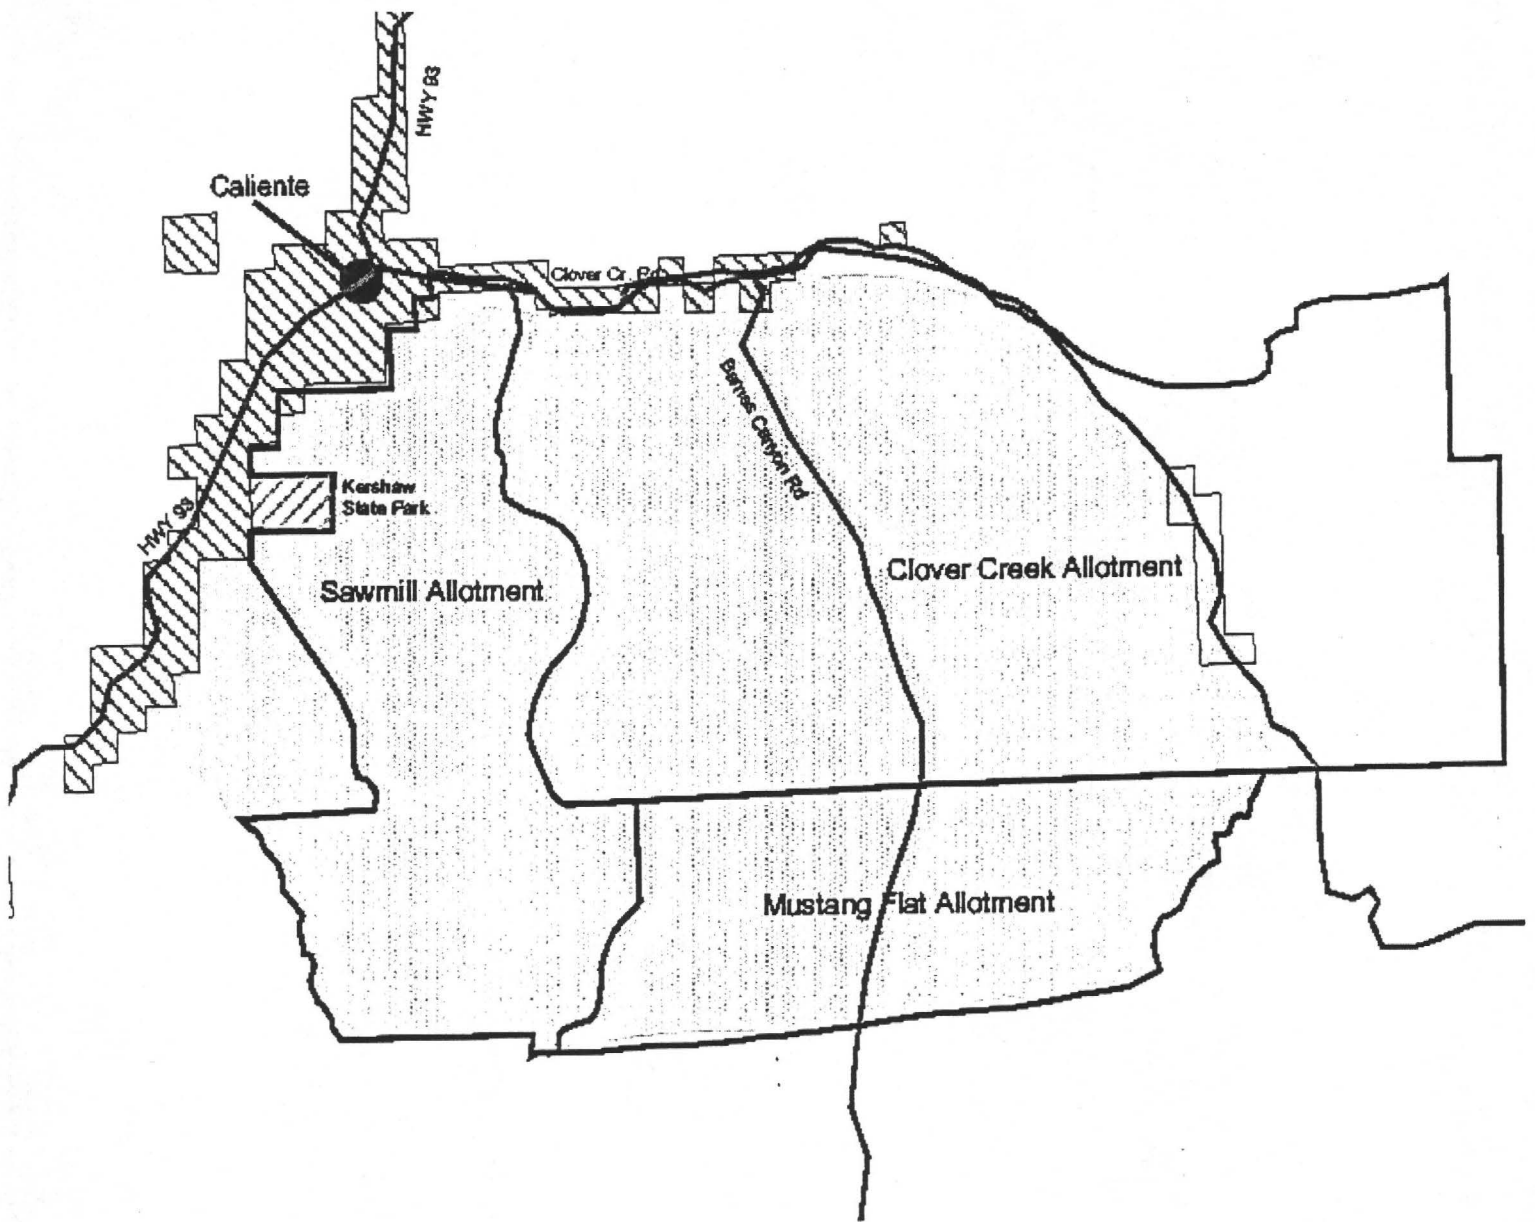 HWY 93
Caliente
Clover Cr. Rd
Barnes Canyon Rd
Kershaw
State Park
HWY 93
Clover Creek Allotment
Sawmill Allotment
Mustang Flat Allotment